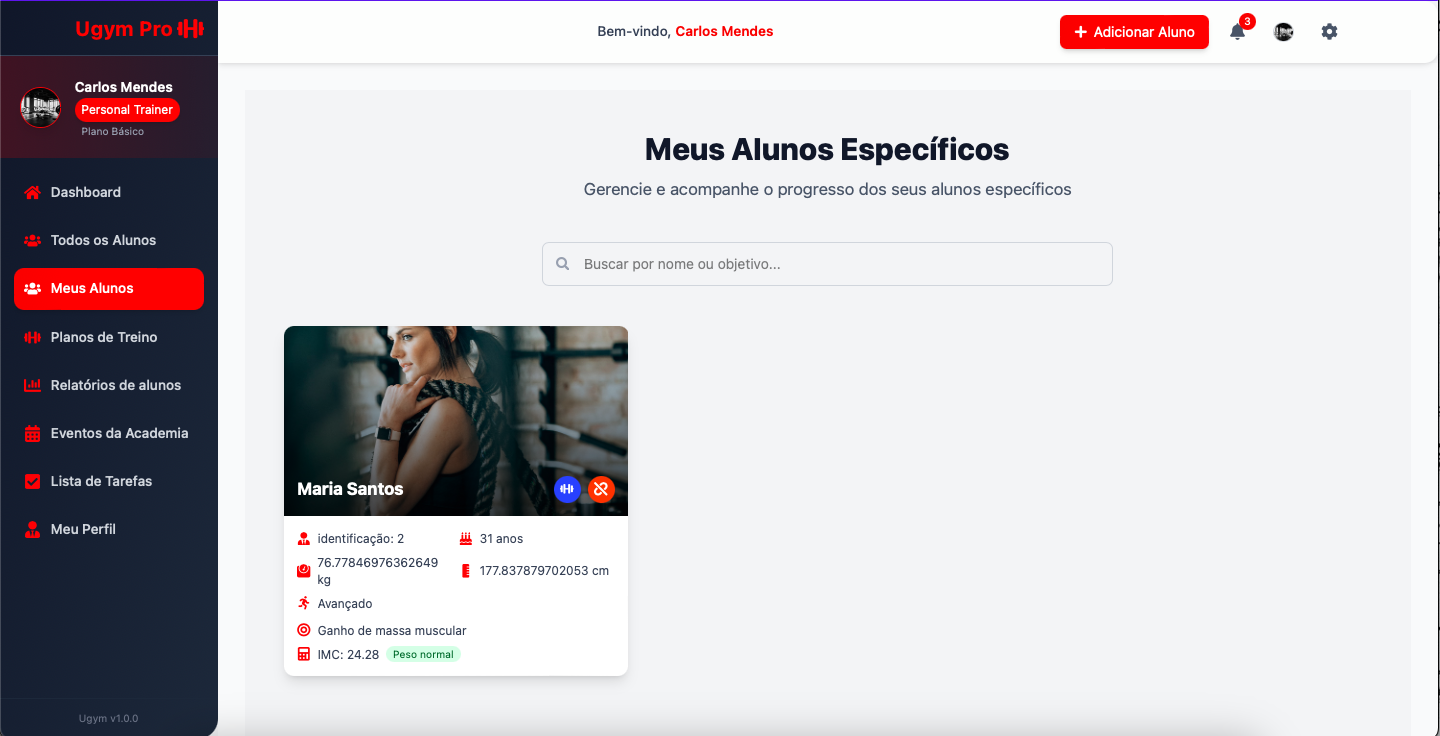 Ugym Pro
Bem-vindo, Carlos Mendes
Adicionar Aluno
3
Carlos Mendes
Personal Trainer
Plano Básico
Dashboard
Todos os Alunos
Meus Alunos
Planos de Treino
Relatórios de alunos
Eventos da Academia
Lista de Tarefas
Meu Perfil
Ugym v1.0.0
Meus Alunos Específicos
Gerencie e acompanhe o progresso dos seus alunos específicos
Buscar por nome ou objetivo...
Maria Santos
identificação: 2
31 anos
76.77846976362649
kg
177.837879702053 cm
Avançado
Ganho de massa muscular
IMC: 24.28 Peso normal